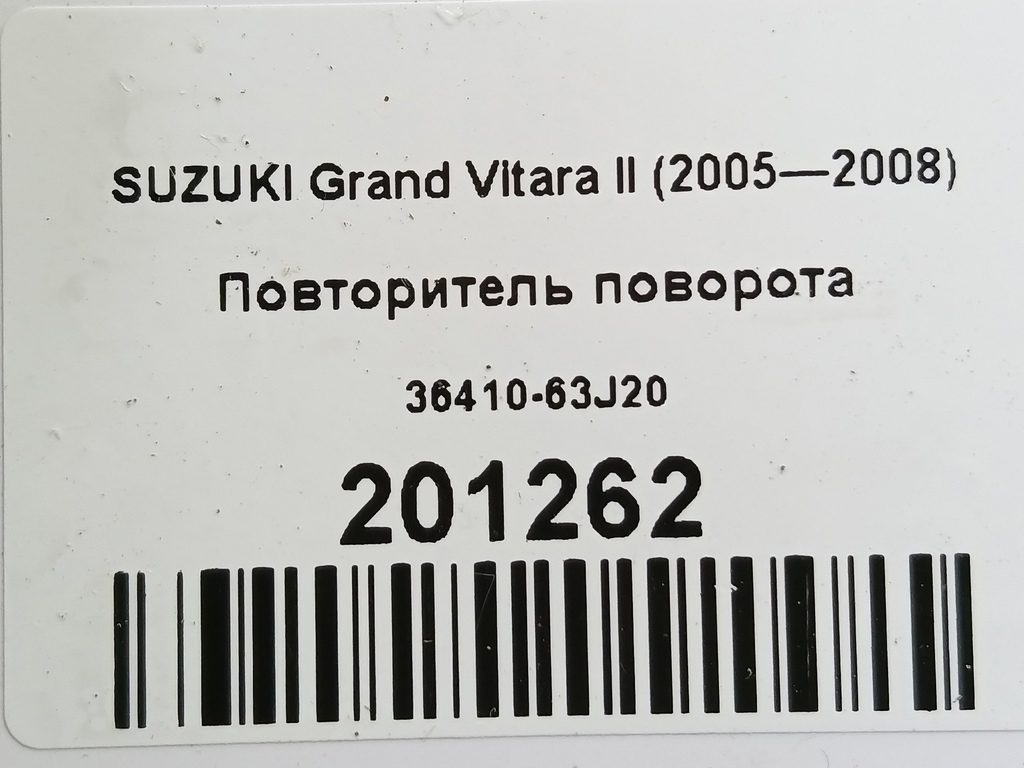 SUZUKI Grand Vitara II (2005—2008)
Повторитель поворота
36410-63J20
201262